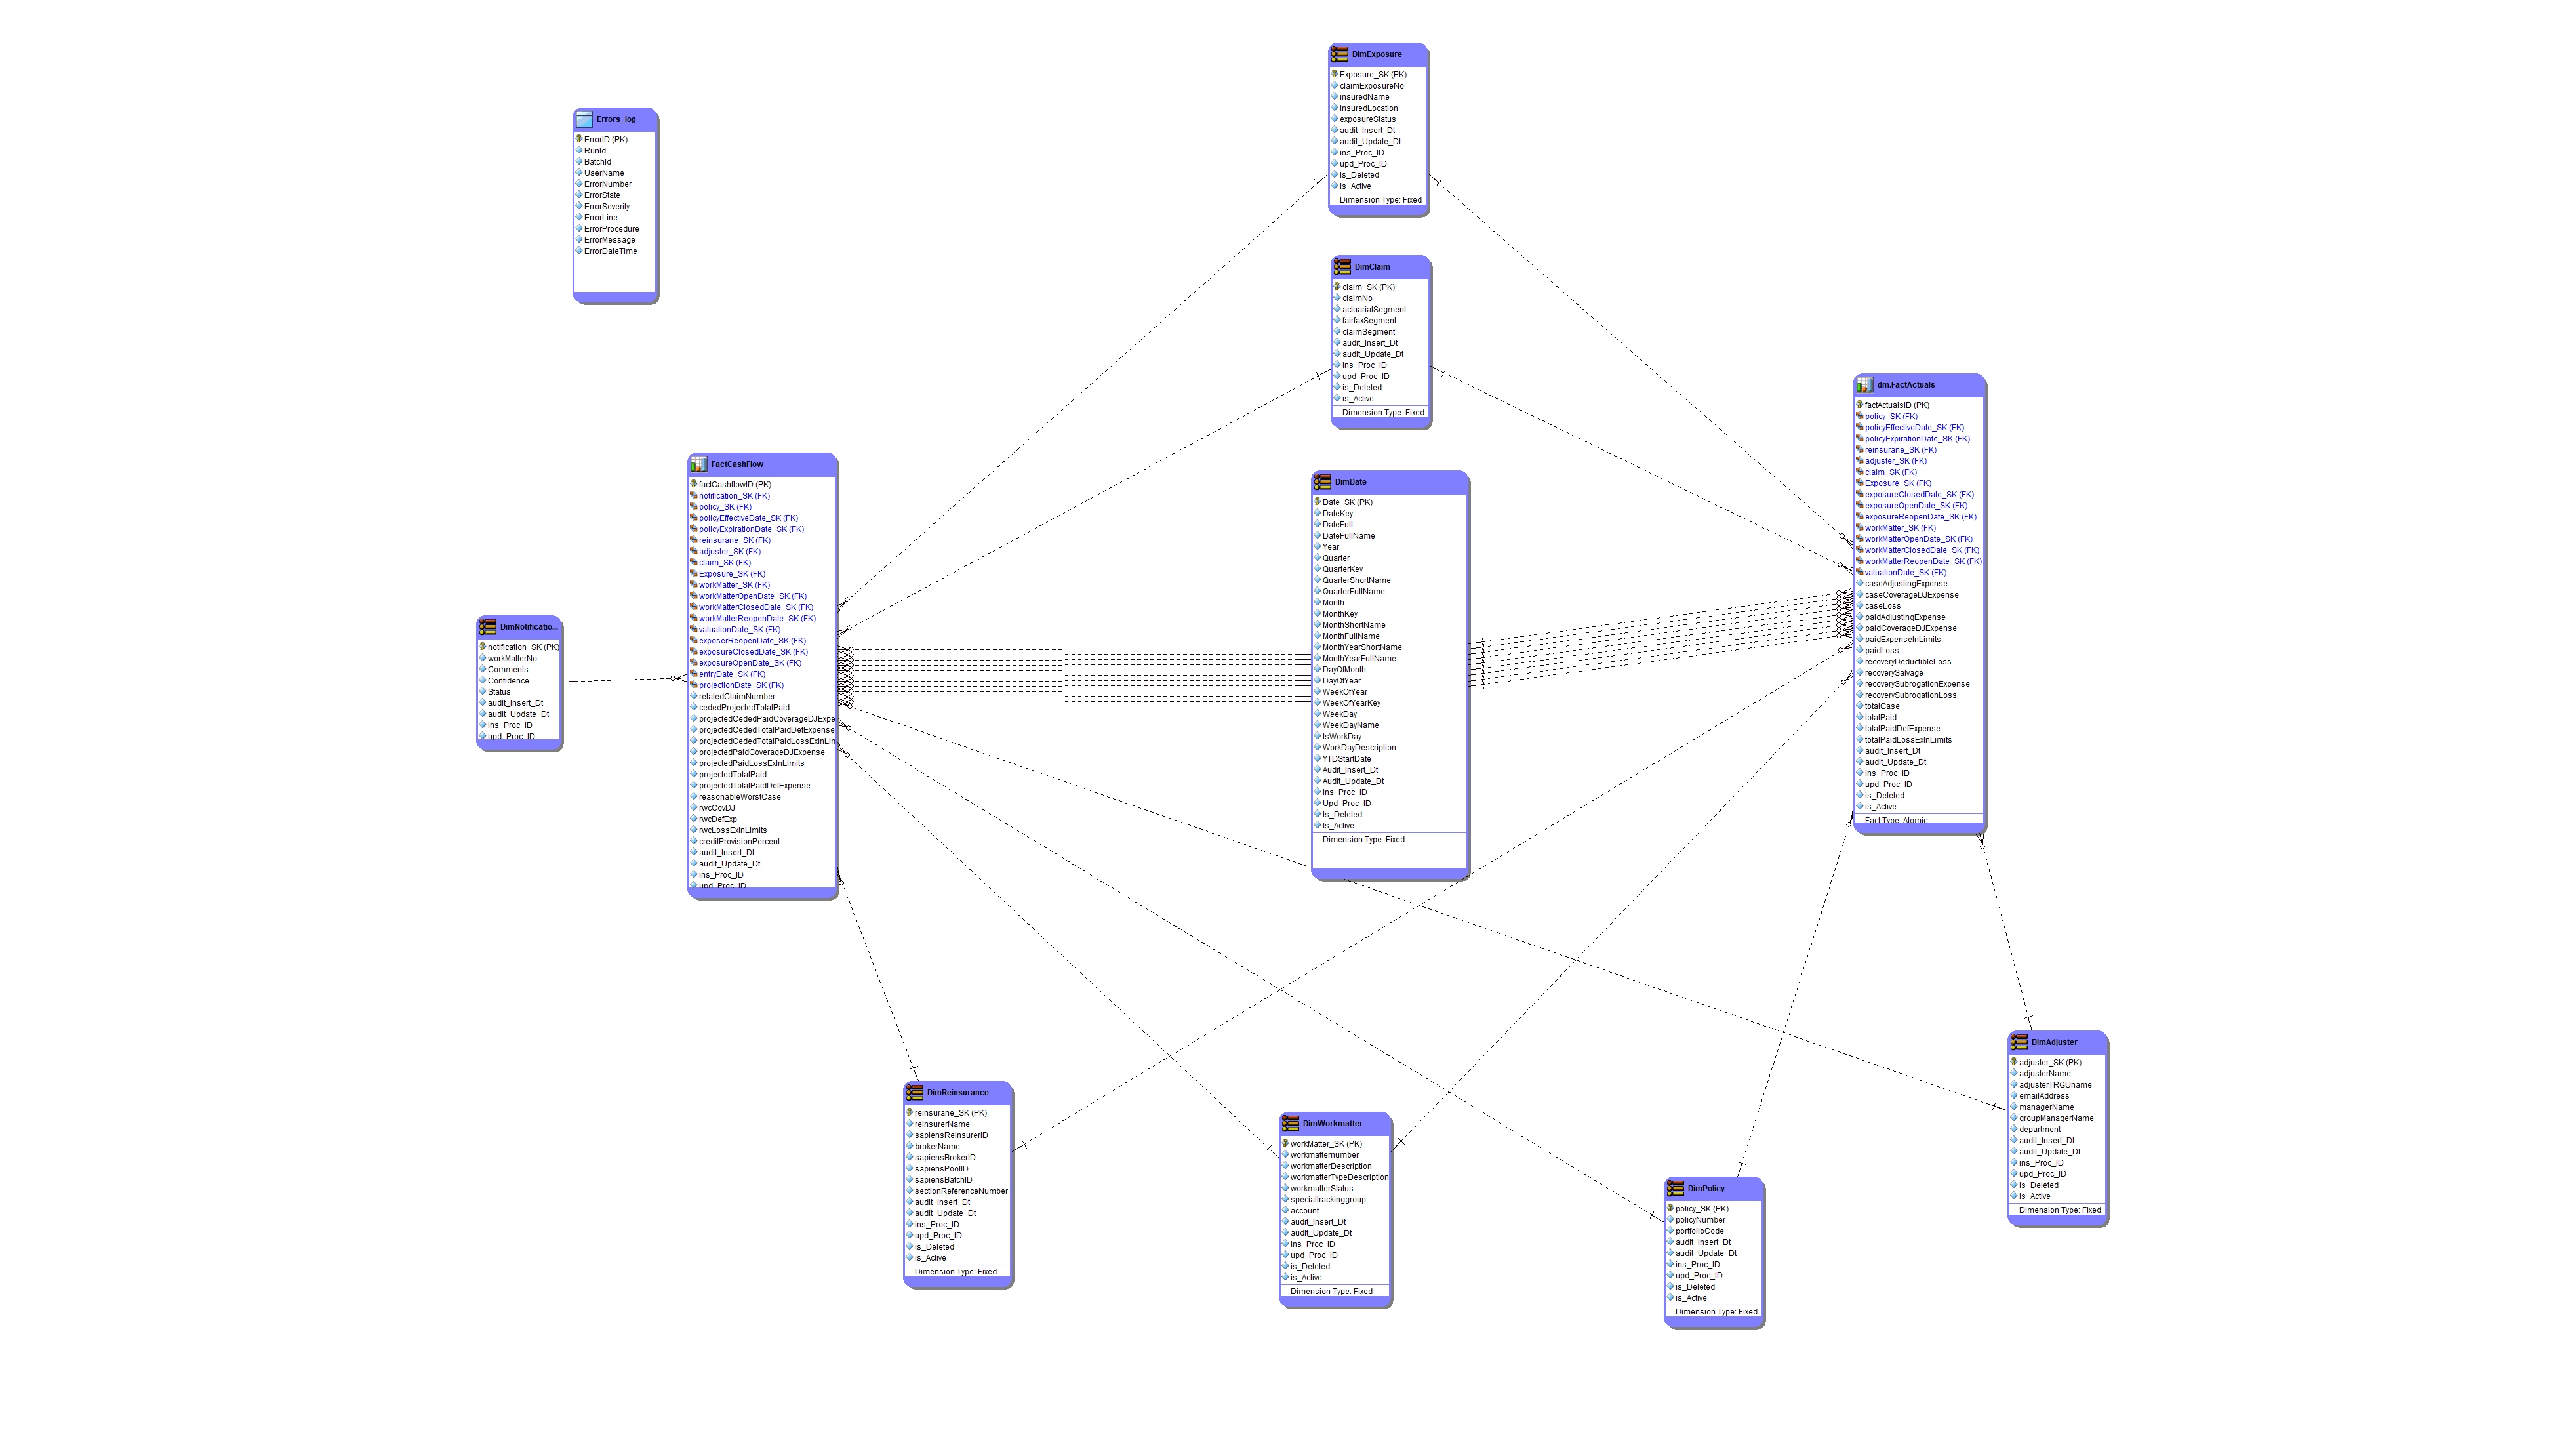 DimExposure
Exposure_SK (PK)
claimExposureNo
insuredName
insuredLocation
exposureStatus
audit_Insert_Dt
audit_Update_Dt
ins_Proc_ID
upd_Proc_ID
is_Deleted
is_Active
Dimension Type: Fixed
Errors_log
ErrorID (PK)
RunId
BatchId
UserName
ErrorNumber
ErrorState
ErrorSeverity
ErrorLine
ErrorProcedure
ErrorMessage
ErrorDateTime
DimClaim
claim_SK (PK)
claimNo
actuarialSegment
fairfaxSegment
claimSegment
audit_Insert_Dt
audit_Update_Dt
ins_Proc_ID
upd_Proc_ID
is_Deleted
is_Active
Dimension Type: Fixed
dm.FactActuals
factActualsID (PK)
policy_SK (FK)
policyEffectiveDate_SK (FK)
policyExpirationDate_SK (FK)
reinsurane_SK (FK)
adjuster_SK (FK)
claim_SK (FK)
Exposure_SK (FK)
exposureClosedDate_SK (FK)
exposureOpenDate_SK (FK)
exposureReopenDate_SK (FK)
workMatter_SK (FK)
workMatterOpenDate_SK (FK)
workMatterClosedDate_SK (FK)
workMatterReopenDate_SK (FK)
valuationDate_SK (FK)
caseAdjustingExpense
caseCoverageDJExpense
caseLoss
paidAdjustingExpense
paidCoverageDJExpense
paidExpenseInLimits
paidLoss
recoveryDeductibleLoss
recoverySalvage
recoverySubrogationExpense
recoverySubrogationLoss
totalCase
totalPaid
totalPaidDefExpense
totalPaidLossExInLimits
audit_Insert_Dt
audit_Update_Dt
ins_Proc_ID
upd_Proc_ID
is_Deleted
is_Active
Fact Type: Atomic
FactCashFlow
factCashflowID (PK)
notification_SK (FK)
policy_SK (FK)
policyEffectiveDate_SK (FK)
policyExpirationDate_SK (FK)
reinsurane_SK (FK)
adjuster_SK (FK)
claim_SK (FK)
Exposure_SK (FK)
workMatter_SK (FK)
workMatterOpenDate_SK (FK)
workMatterClosedDate_SK (FK)
workMatterReopenDate_SK (FK)
valuationDate_SK (FK)
exposerReopenDate_SK (FK)
exposureClosedDate_SK (FK)
exposureOpenDate_SK (FK)
entryDate_SK (FK)
projectionDate_SK (FK)
relatedClaimNumber
cededProjectedTotalPaid
projectedCededPaidCoverageDJExpe
projectedCededTotalPaidDefExpense
projectedCededTotalPaidLossExInLin
projectedPaidCoverageDJExpense
projectedPaidLossExInLimits
projectedTotalPaid
projectedTotalPaidDefExpense
reasonableWorstCase
rwcCovDJ
rwcDefExp
rwcLossExInLimits
creditProvisionPercent
audit_Insert_Dt
audit_Update_Dt
ins_Proc_ID
upd_Proc_ID
DimDate
Date_SK (PK)
DateKey
DateFull
DateFullName
Year
Quarter
QuarterKey
QuarterShortName
QuarterFullName
Month
MonthKey
MonthShortName
MonthFullName
MonthYearShortName
MonthYearFullName
DayOfMonth
DayOfYear
WeekOfYear
WeekOfYearKey
WeekDay
WeekDayName
IsWorkDay
WorkDayDescription
YTDStartDate
Audit_Insert_Dt
Audit_Update_Dt
Ins_Proc_ID
Upd_Proc_ID
Is_Deleted
Is_Active
Dimension Type: Fixed
DimNotificatio...
notification_SK (PK)
workMatterNo
Comments
Confidence
Status
audit_Insert_Dt
audit_Update_Dt
ins_Proc_ID
upd_Proc_ID
DimReinsurance
reinsurane_SK (PK)
reinsurerName
sapiensReinsurerID
brokerName
sapiensBrokerID
sapiensPoolID
sapiensBatchID
sectionReferenceNumber
audit_Insert_Dt
audit_Update_Dt
ins_Proc_ID
upd_Proc_ID
is_Deleted
is_Active
Dimension Type: Fixed
DimWorkmatter
workMatter_SK (PK)
workmatternumber
workmatterDescription
workmatterTypeDescription
workmatterStatus
specialtrackinggroup
account
audit_Insert_Dt
audit_Update_Dt
ins_Proc_ID
upd_Proc_ID
is_Deleted
is_Active
Dimension Type: Fixed
DimPolicy
policy_SK (PK)
policyNumber
portfolioCode
audit_Insert_Dt
audit_Update_Dt
ins_Proc_ID
upd_Proc_ID
is_Deleted
is_Active
Dimension Type: Fixed
DimAdjuster
adjuster_SK (PK)
adjusterName
adjusterTRGUname
emailAddress
managerName
groupManagerName
department
audit_Insert_Dt
audit_Update_Dt
ins_Proc_ID
upd_Proc_ID
is_Deleted
is_Active
Dimension Type: Fixed